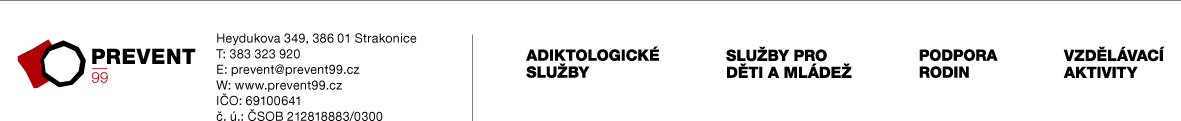 PREVENT
99
Heydukova 349, 386 01 Strakonice
T: 383 323 920
E: prevent@prevent99.cz
W: www.prevent99.cz
IČO: 69100641
č. ú.: ČSOB 212818883/0300
ADIKTOLOGICKÉ
SLUŽBY
SLUŽBY PRO
DĚTI A MLÁDEŽ
PODPORA
RODIN
VZDĚLÁVACÍ
AKTIVITY